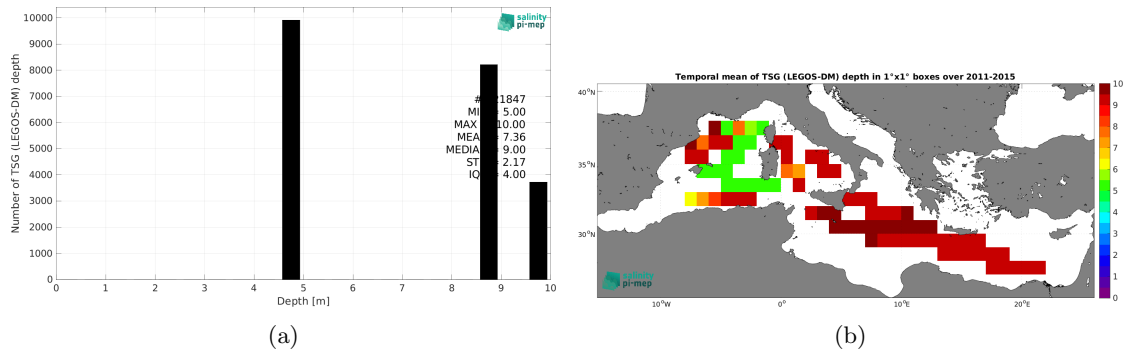 10000
9000
8000
7000
6000
5000
4000
3000
2000
1000
0
Number of TSG (LEGOS-DM) depth
salinity
pi-mep
21847
= 5.00
MAX 10.00
= 7.36
MEDIA = 9.00
ST = 2.17
= 4.00
0 1 2 3 4 5 6 7 8 9 10
Depth [m]
(a)
Temporal mean of TSG (LEGOS-DM) depth in 1°x1° boxes over 2011-2015
40°N
35°N
30°N
10°W 0° 10°E 20°E
salinity
pi-mep
10
9
8
7
6
5
4
3
2
1
0
(b)